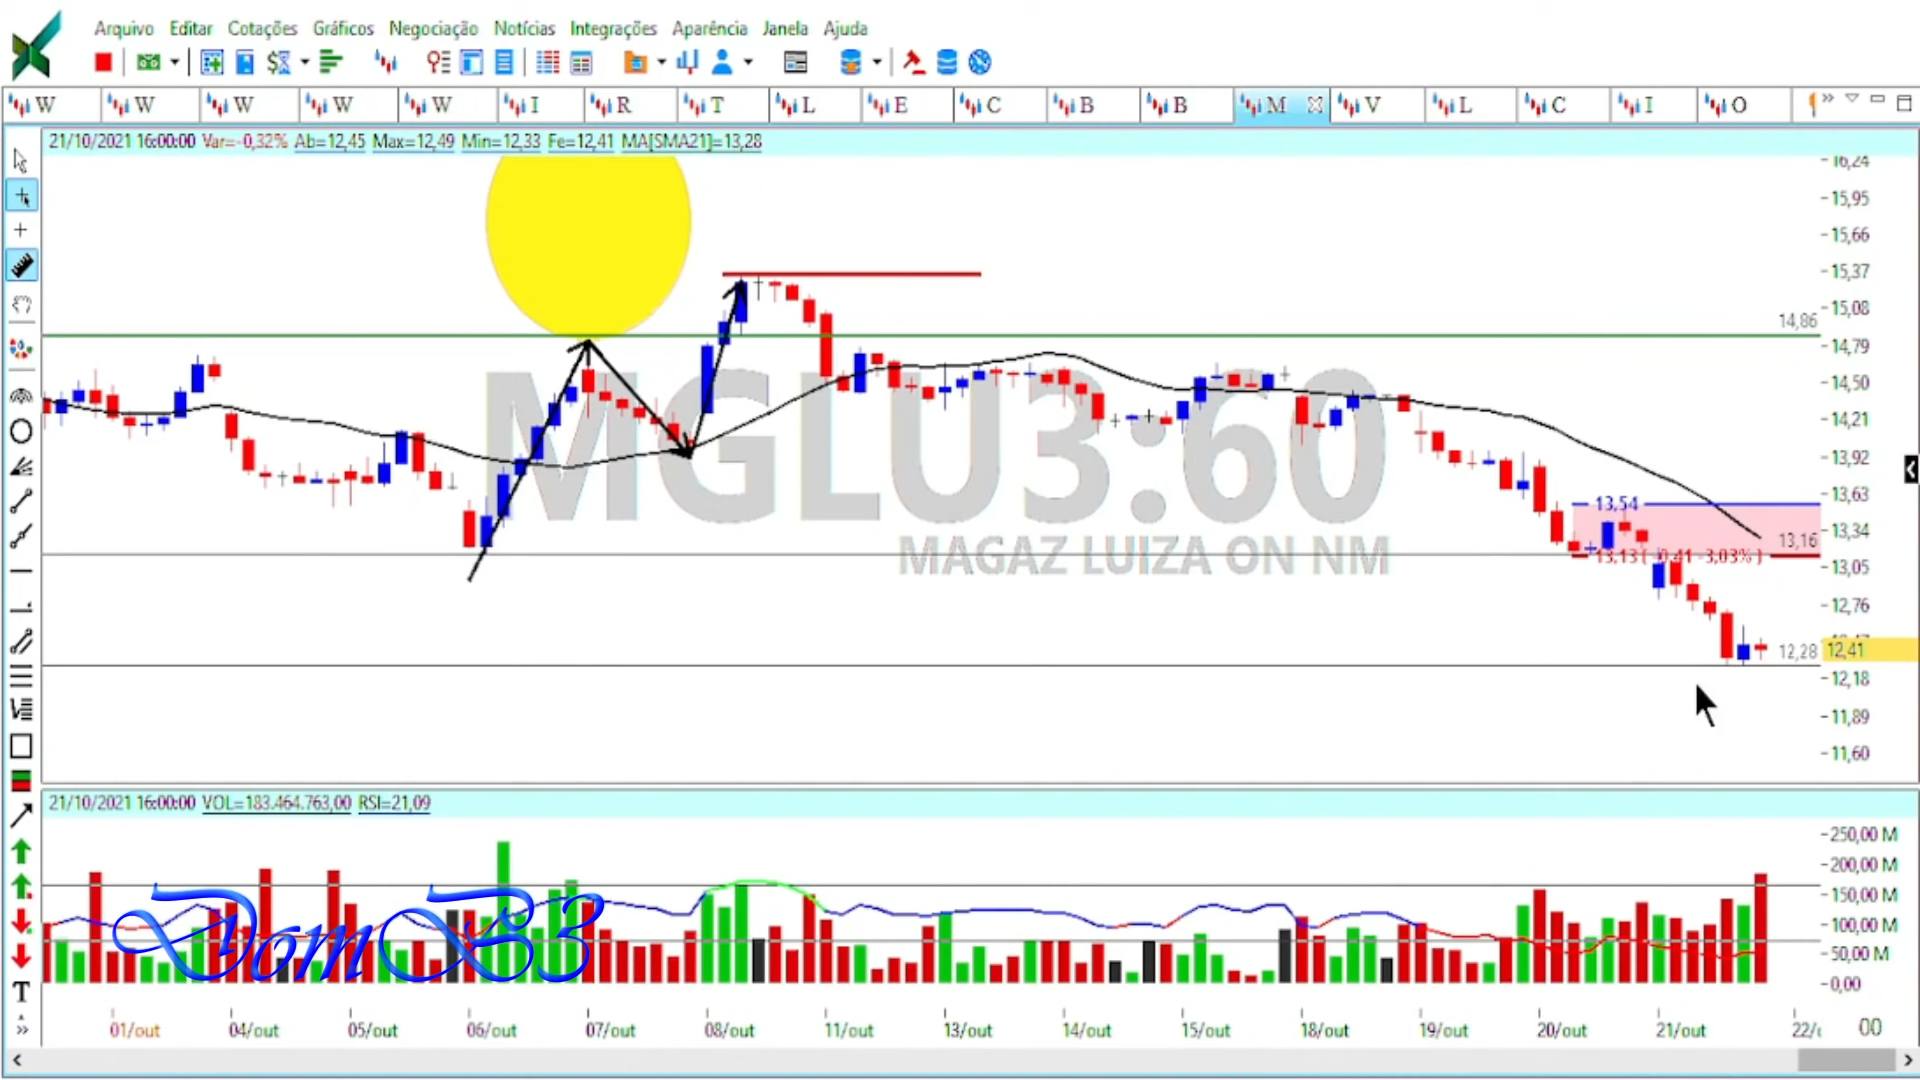 Arquivo Editar Cotações Gráficos Negociação Notícias Integrações Aparência Janela Ajuda
W W W W W I R T L E C B B M V L C I O
21/10/2021 16:00:00 Var=-0,32% Ab=12,45 Max=12,49 Min=12,33 Fe=12,41 MA[SMA21]=13,28
16,24
15,95
15,66
15,37
15,08
14,86
14,79
14,50
14,21
13,92
13,63
13,54
13,34
13,16
13,13 ( -0,41 -3,03% )
13,05
12,76
12,28 12,41
12,18
11,89
11,60
MGLU3:60
MAGAZ LUIZA ON NM
21/10/2021 16:00:00 VOL=183.464.763,00 RSI=21,09
250,00 M
200,00 M
150,00 M
100,00 M
50,00 M
0,00
DomB3
T
01/out 04/out 05/out 06/out 07/out 08/out 11/out 13/out 14/out 15/out 18/out 19/out 20/out 21/out 22/ 00